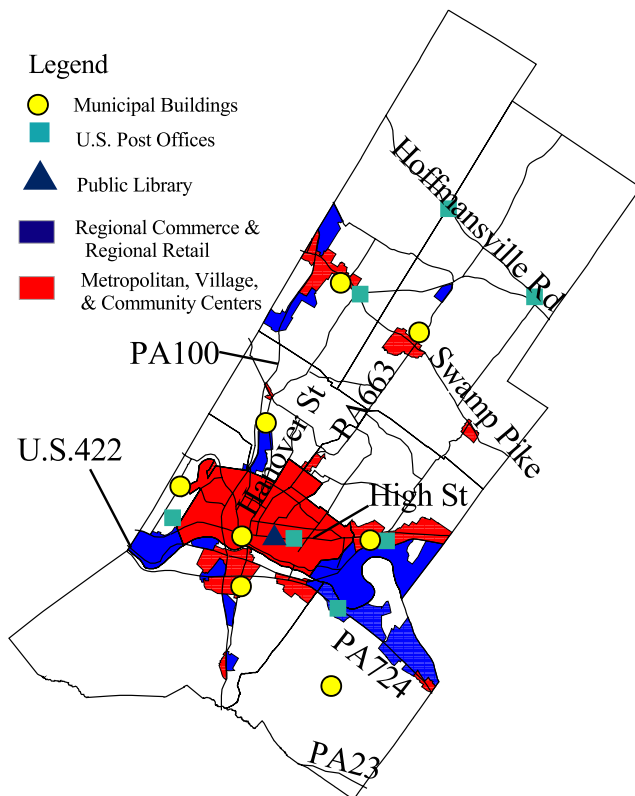 Legend
Municipal Buildings
U.S. Post Offices
Public Library
Regional Commerce &
Regional Retail
Metropolitan, Village,
& Community Centers
Hoffmansville Rd
PA100
PA663
Swamp Pike
Hanover St
U.S.422
High St
PA724
PA23